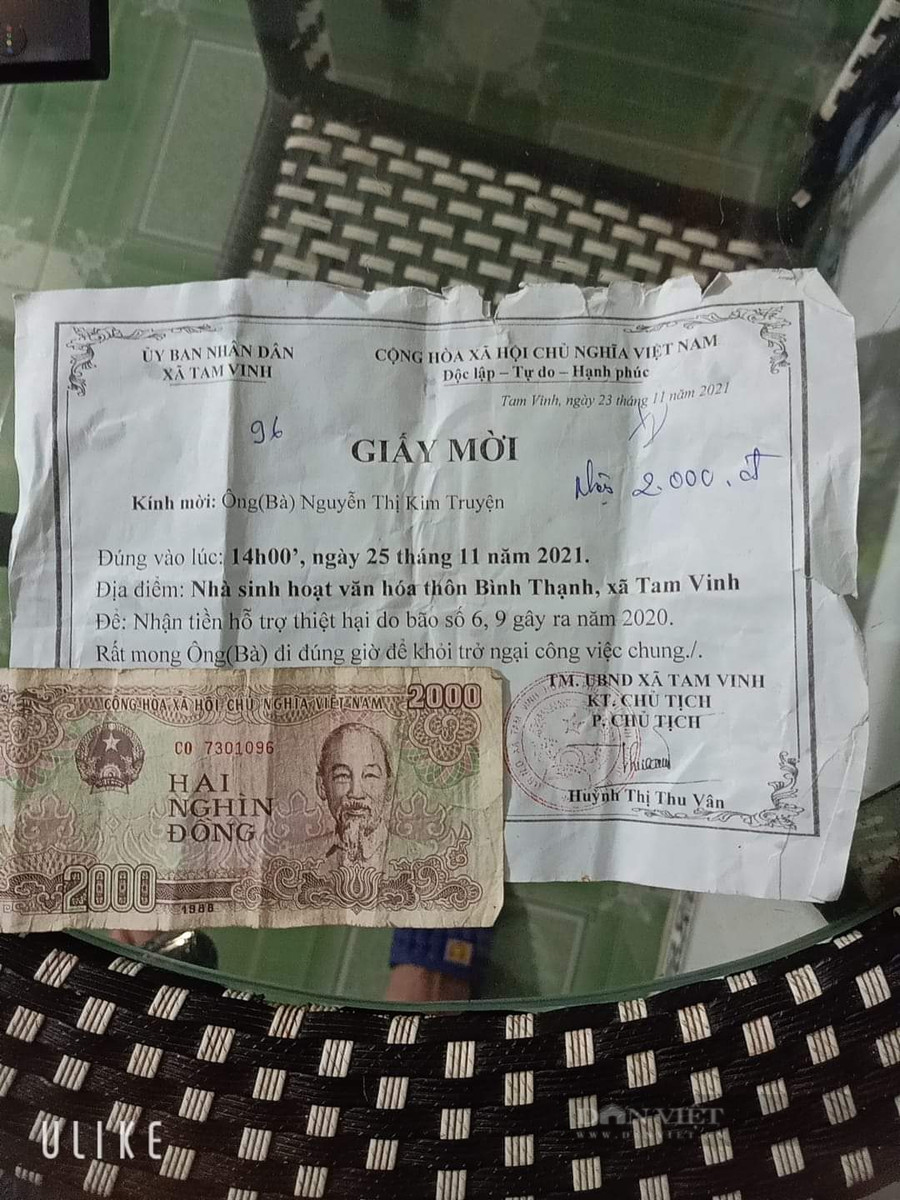 ỦY BAN NHÂN DÂN
XÃ TAM VINH
CỘNG HÒA XÃ HỘI CHỦ NGHĨA VIỆT NAM
Độc lập – Tự do – Hạnh phúc
Tam Vinh, ngày 23 tháng 11 năm 2021
96
GIẤY MỜI
2.000.đ
Kính mời: Ông(Bà) Nguyễn Thị Kim Truyện
Đúng vào lúc: 14h00’, ngày 25 tháng 11 năm 2021.
Địa điểm: Nhà sinh hoạt văn hóa thôn Bình Thạnh, xã Tam Vinh
Đề: Nhận tiền hỗ trợ thiệt hại do bão số 6, 9 gây ra năm 2020.
Rất mong Ông(Bà) đi đúng giờ để khỏi trở ngại công việc chung./.
TM. UBND XÃ TAM VINH
KT. CHỦ TỊCH
P. CHỦ TỊCH
Huỳnh Thị Thu Vân
CỘNG HÒA XÃ HỘI CHỦ NGHĨA VIỆT NAM
2000
CO 7301096
HAI
NGHÌN
ĐỒNG
2000
1988
DÂN VIỆT
ULIKE